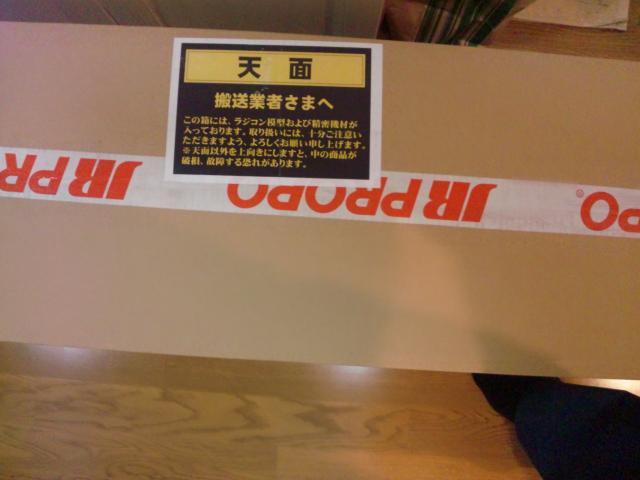 天面
搬送業者さまへ
この箱には、ラジコン模型および精密機材が
入っております。取り扱いには、十分ご注意い
ただきますよう、よろしくお願い申し上げます。
※天面以外を上向きにしますと、中の商品が
破損、故障する恐れがあります。
JR PR
JR PROPO
PO®